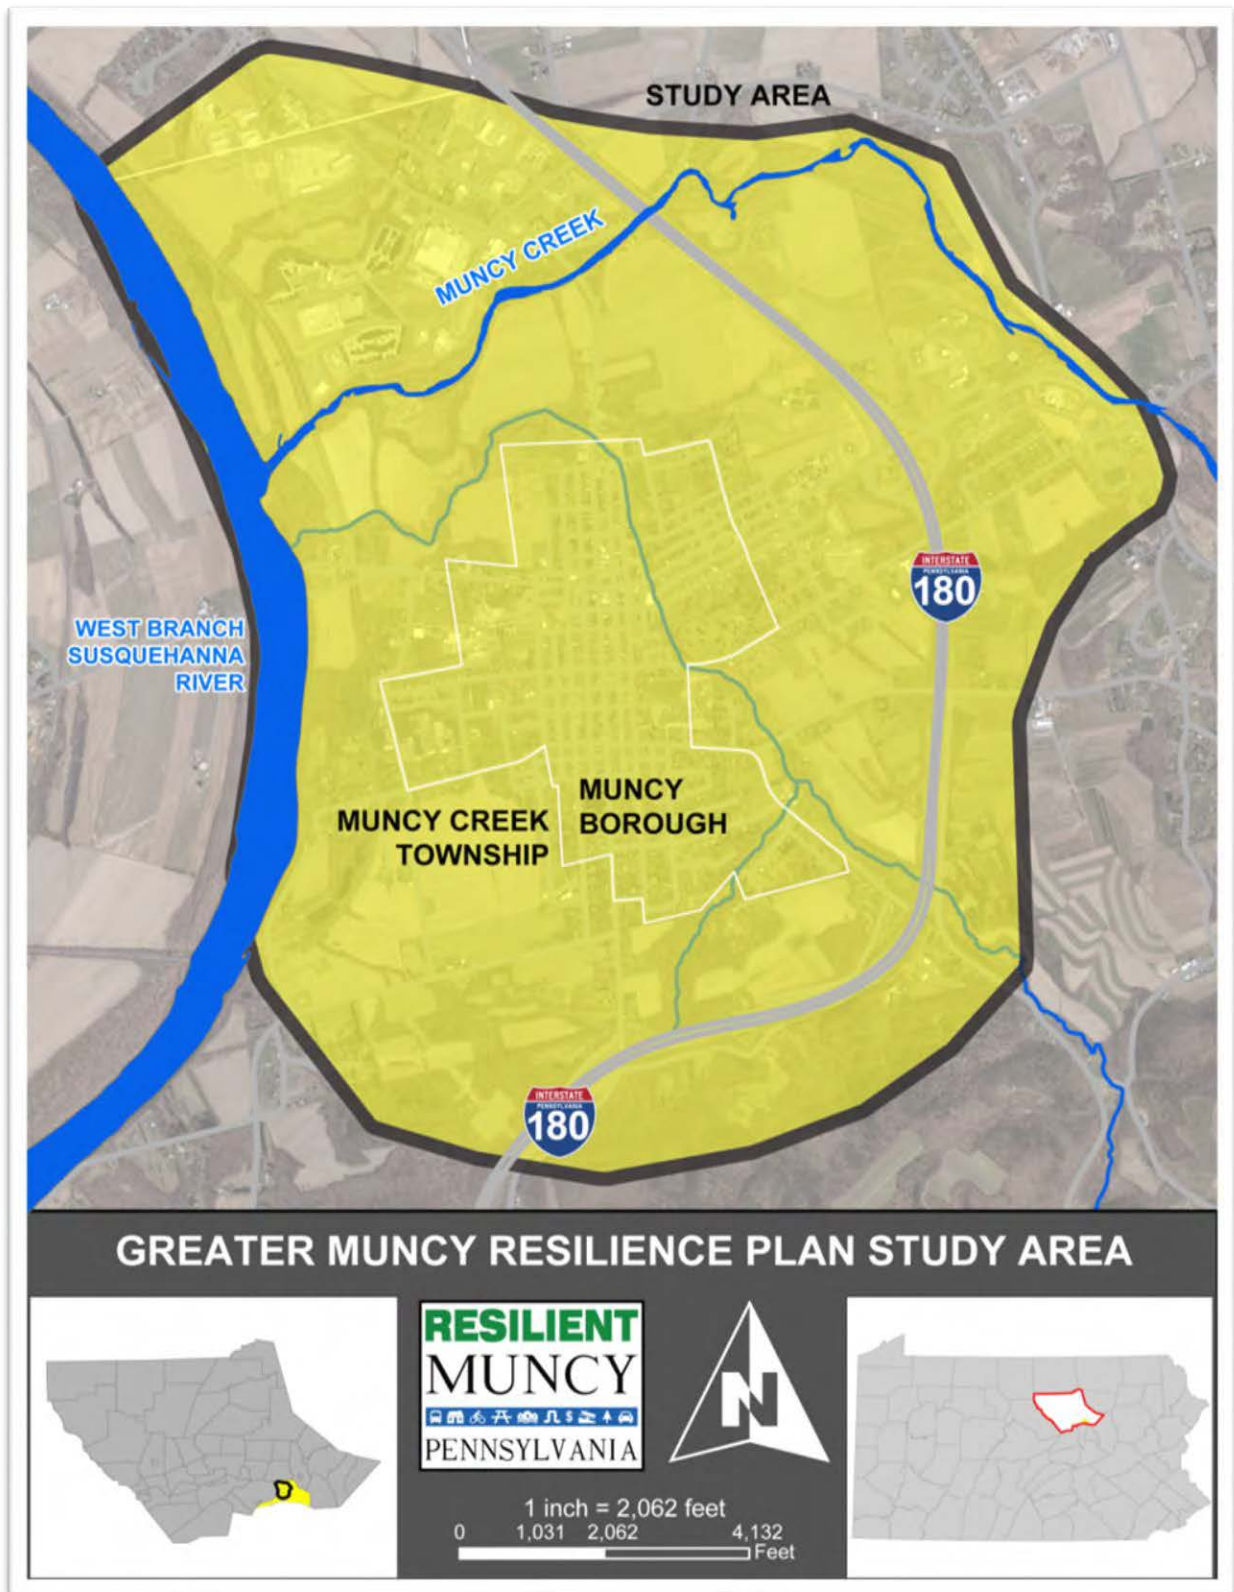 STUDY AREA
MUNCY CREEK
INTERSTATE
PENNSYLVANIA
180
WEST BRANCH
SUSQUEHANNA
RIVER
MUNCY
BOROUGH
MUNCY CREEK
TOWNSHIP
INTERSTATE
PENNSYLVANIA
180
GREATER MUNCY RESILIENCE PLAN STUDY AREA
RESILIENT
MUNCY
PENNSYLVANIA
N
1 inch = 2,062 feet
0 1,031 2,062 4,132
Feet